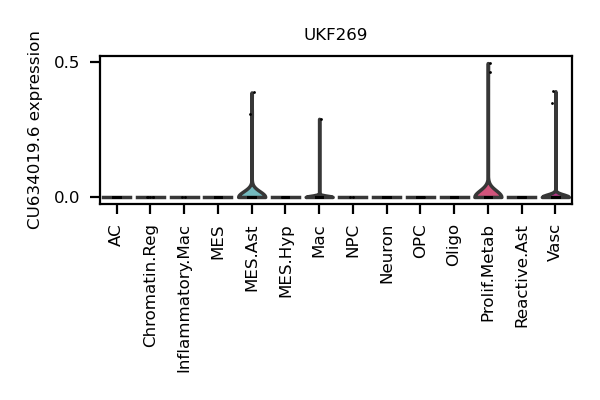 UKF269
CU634019.6 expression
0.5
0.0
AC
Chromatin.Reg
Inflammatory.Mac
MES
MES.Ast
MES.Hyp
Mac
NPC
Neuron
OPC
Oligo
Prolif.Metab
Reactive.Ast
Vasc